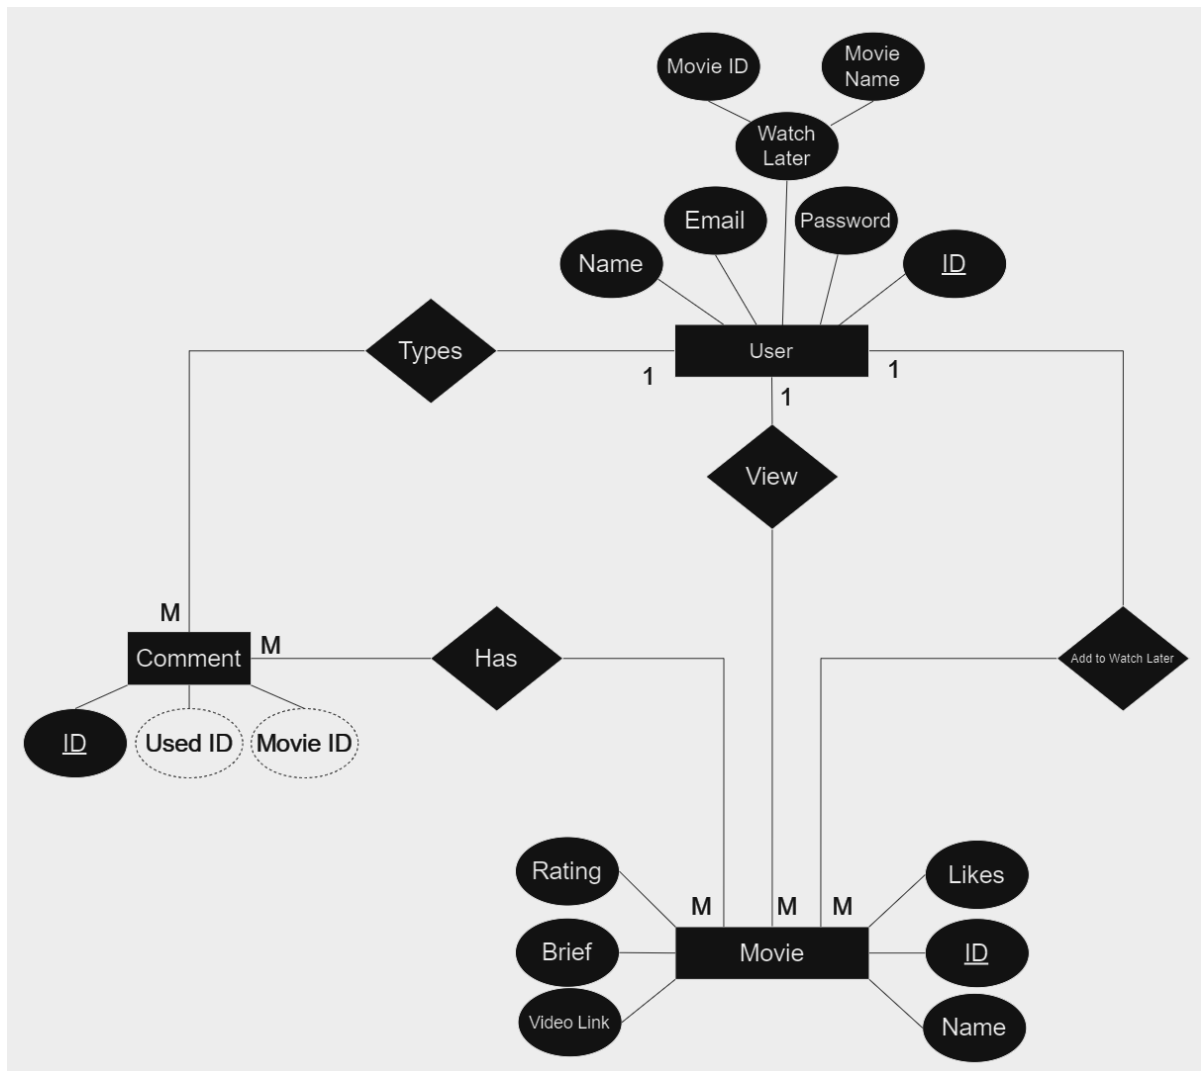 Movie ID
Movie
Name
Watch
Later
Email
Password
Name
ID
Types
User
1
1
1
View
M
M
Comment
Has
Add to Watch Later
ID
Used ID
Movie ID
Rating
Likes
M
M
M
Brief
Movie
ID
Video Link
Name